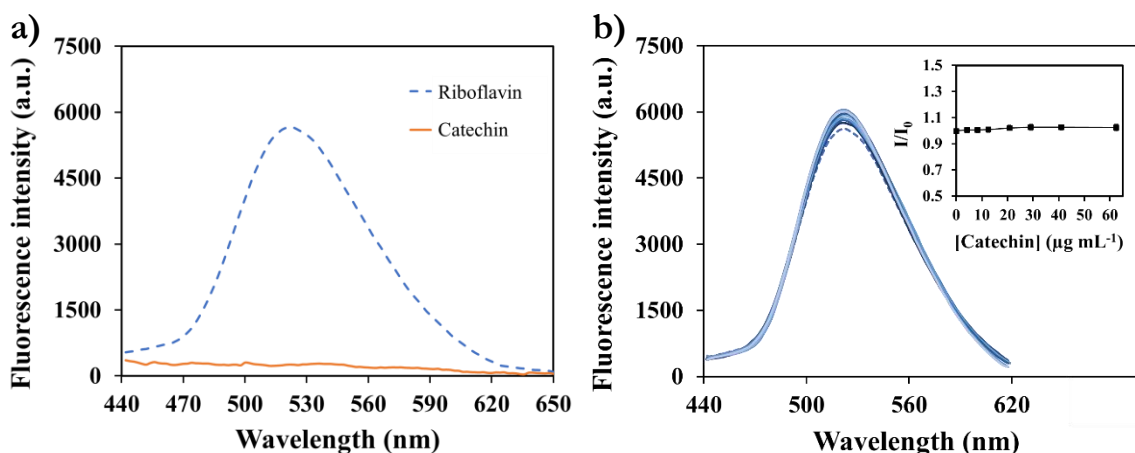 a)
7500
6000
4500
3000
1500
0
Fluorescence intensity (a.u.)
Riboflavin
Catechin
440 470 500 530 560 590 620 650
Wavelength (nm)
b)
7500
6000
4500
3000
1500
0
Fluorescence intensity (a.u.)
440 500 560 620
Wavelength (nm)
1.5
1.3
1.1
0.9
0.7
0.5
I/I₀
0 10 20 30 40 50 60
[Catechin] (µg mL⁻¹)